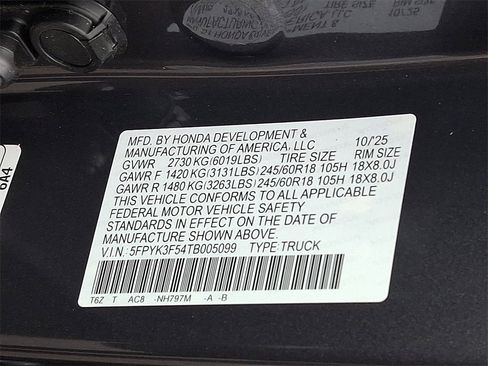 MFD. BY HONDA DEVELOPMENT &
MANUFACTURING OF AMERICA, LLC 10/'25
GVWR 2730 KG(6019LBS) TIRE SIZE RIM SIZE
GAWR F 1420 KG(3131LBS) 245/60R18 105H 18X8.0J
GAWR R 1480 KG(3263LBS) 245/60R18 105H 18X8.0J
THIS VEHICLE CONFORMS TO ALL APPLICABLE
FEDERAL MOTOR VEHICLE SAFETY
STANDARDS IN EFFECT ON THE DATE OF
MANUFACTURE SHOWN ABOVE.
V.I.N.: 5FPYK3F54TB005099 TYPE:TRUCK
T6Z T AC8 -NH797M -A -B
6A4